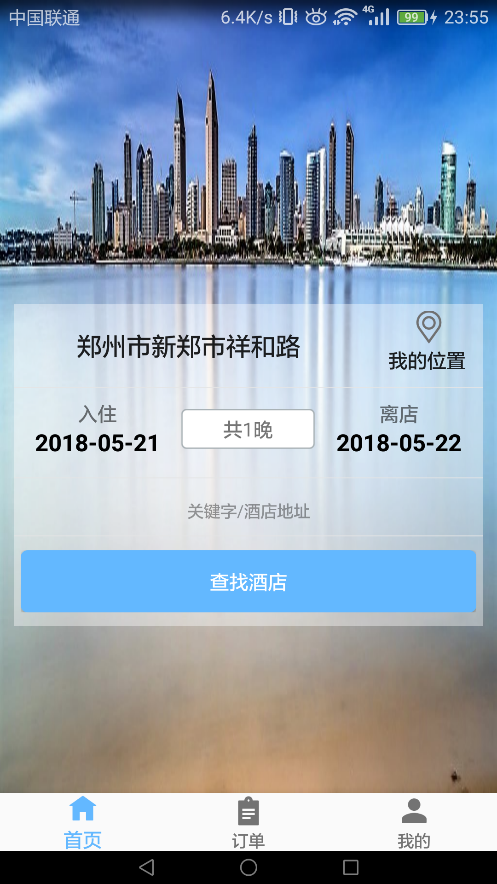 中国联通 6.4K/s 4G 99 23:55
郑州市新郑市祥和路
我的位置
入住 离店
2018-05-21 共1晚 2018-05-22
关键字/酒店地址
查找酒店
首页 订单 我的